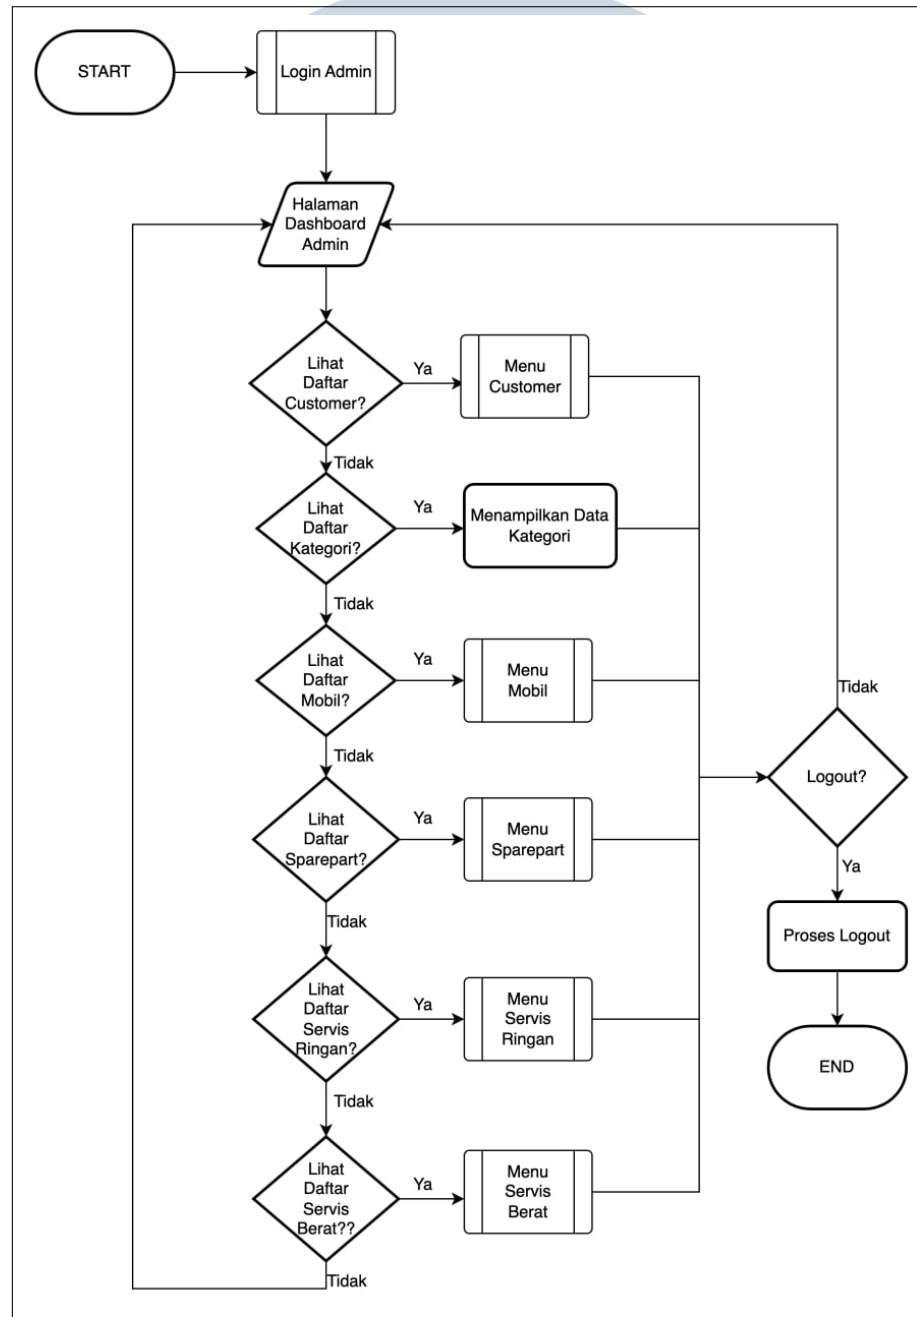 START
Login Admin
Halaman
Dashboard
Admin
Lihat
Daftar
Customer?
Ya
Menu
Customer
Tidak
Lihat
Daftar
Kategori?
Ya
Menampilkan Data
Kategori
Tidak
Lihat
Daftar
Mobil?
Ya
Menu
Mobil
Tidak
Lihat
Daftar
Sparepart?
Ya
Menu
Sparepart
Tidak
Lihat
Daftar
Servis
Ringan?
Ya
Menu
Servis
Ringan
Tidak
Lihat
Daftar
Servis
Berat??
Ya
Menu
Servis
Berat
Tidak
Tidak
Logout?
Ya
Proses Logout
END